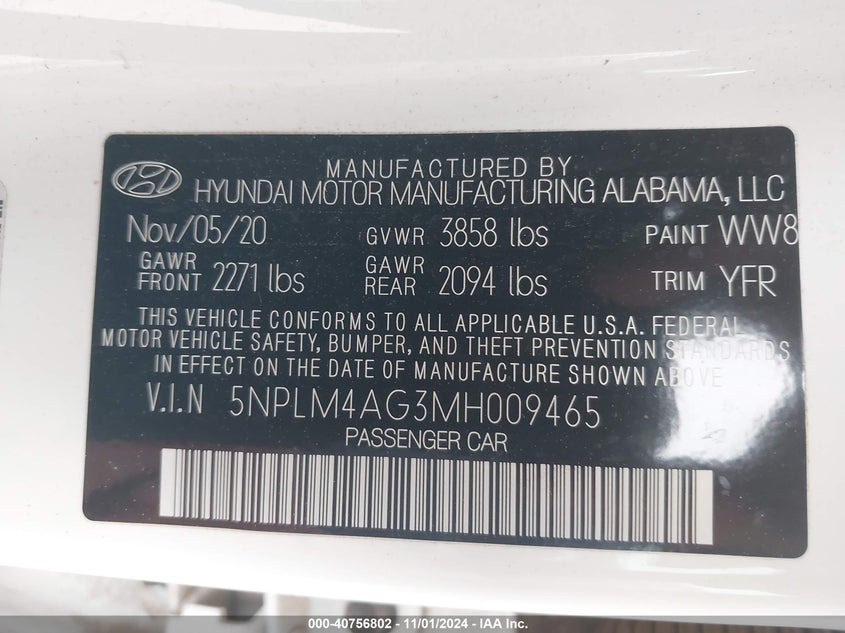 MANUFACTURED BY
HYUNDAI MOTOR MANUFACTURING ALABAMA, LLC
Nov/05/20 GVWR 3858 lbs PAINT WW8
GAWR FRONT 2271 lbs GAWR REAR 2094 lbs TRIM YFR
THIS VEHICLE CONFORMS TO ALL APPLICABLE U.S.A. FEDERAL
MOTOR VEHICLE SAFETY, BUMPER, AND THEFT PREVENTION STANDARDS
IN EFFECT ON THE DATE OF MANUFACTURE SHOWN ABOVE
V.I.N 5NPLM4AG3MH009465
PASSENGER CAR
000-40756802 - 11/01/2024 - IAA Inc.